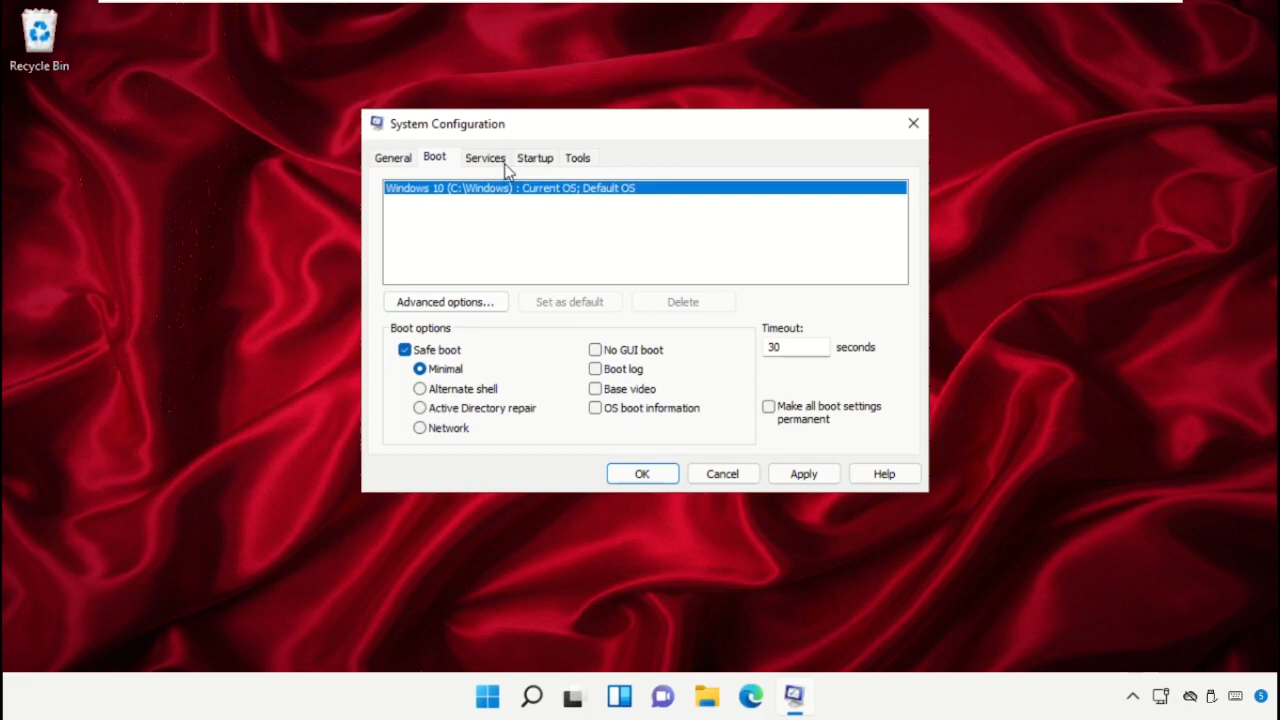 Recycle Bin
System Configuration
General Boot Services Startup Tools
Windows 10 (C:\Windows) : Current OS; Default OS
Advanced options... Set as default Delete
Boot options
Timeout:
Safe boot
No GUI boot
30 seconds
Minimal
Boot log
Alternate shell
Base video
Active Directory repair
OS boot information
Make all boot settings
permanent
Network
OK Cancel Apply Help
5